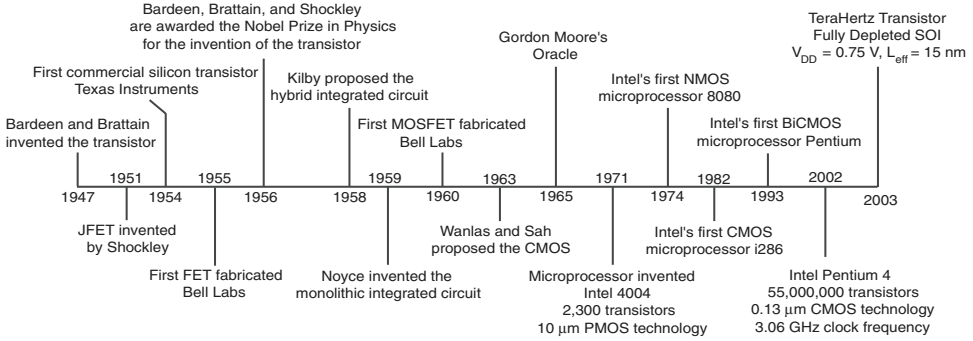 Bardeen, Brattain, and Shockley
are awarded the Nobel Prize in Physics
for the invention of the transistor
TeraHertz Transistor
Fully Depleted SOI
V_DD = 0.75 V, L_eff = 15 nm
Gordon Moore's
Oracle
First commercial silicon transistor
Texas Instruments
Kilby proposed the
hybrid integrated circuit
Intel's first NMOS
microprocessor 8080
Bardeen and Brattain
invented the transistor
First MOSFET fabricated
Bell Labs
Intel's first BiCMOS
microprocessor Pentium
1951 1955 1959 1963 1971 1982 2002
1947 1954 1956 1958 1960 1965 1974 1993 2003
JFET invented
by Shockley
Wanlas and Sah
proposed the CMOS
Intel's first CMOS
microprocessor i286
First FET fabricated
Bell Labs
Noyce invented the
monolithic integrated circuit
Microprocessor invented
Intel 4004
2,300 transistors
10 μm PMOS technology
Intel Pentium 4
55,000,000 transistors
0.13 μm CMOS technology
3.06 GHz clock frequency